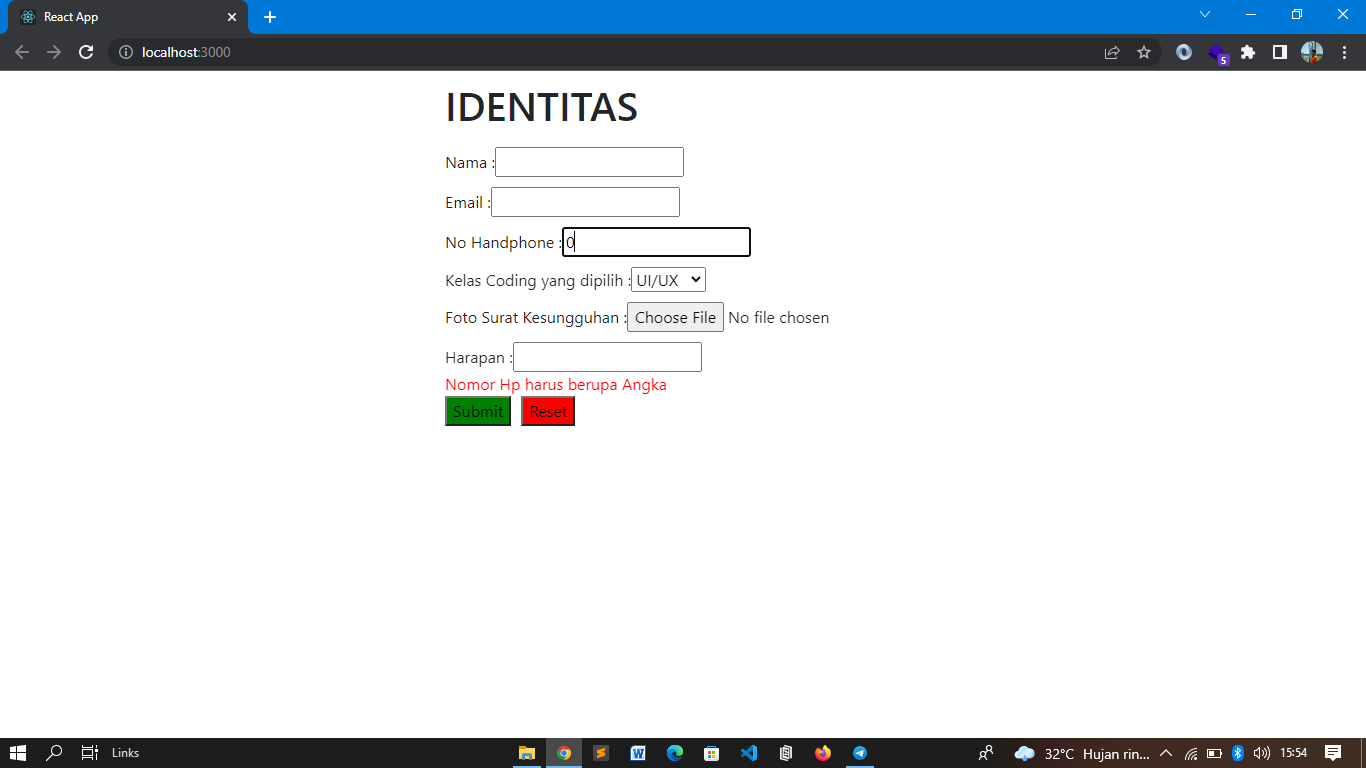 React App
localhost:3000
5
IDENTITAS
Nama :
Email :
No Handphone :0
Kelas Coding yang dipilih :UI/UX
Foto Surat Kesungguhan :Choose File No file chosen
Harapan :
Nomor Hp harus berupa Angka
Submit Reset
Links 32°C Hujan rin... 15:54